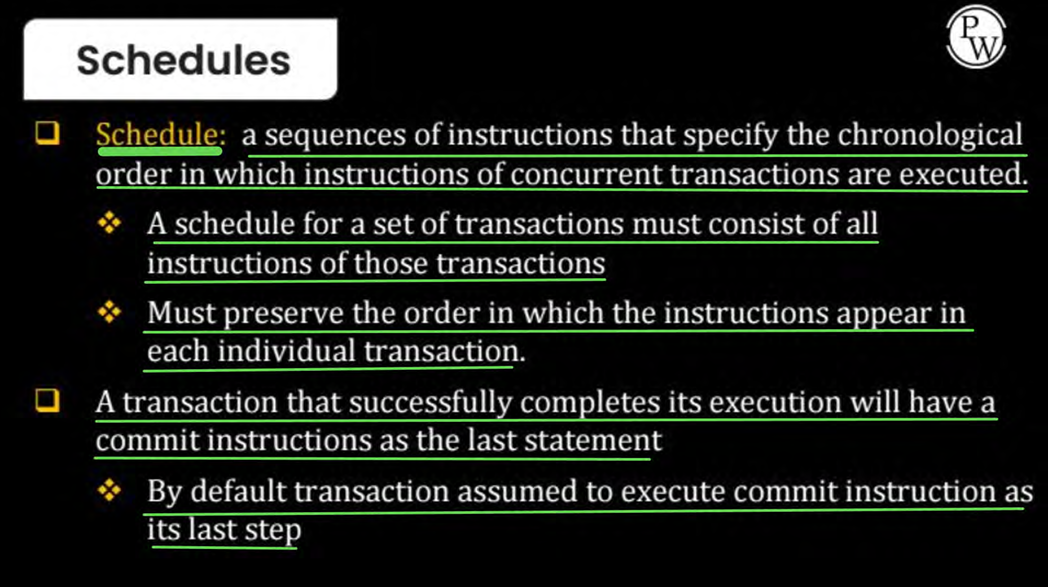 Schedules
PW
Schedule: a sequences of instructions that specify the chronological
order in which instructions of concurrent transactions are executed.
A schedule for a set of transactions must consist of all
instructions of those transactions
Must preserve the order in which the instructions appear in
each individual transaction.
A transaction that successfully completes its execution will have a
commit instructions as the last statement
By default transaction assumed to execute commit instruction as
its last step